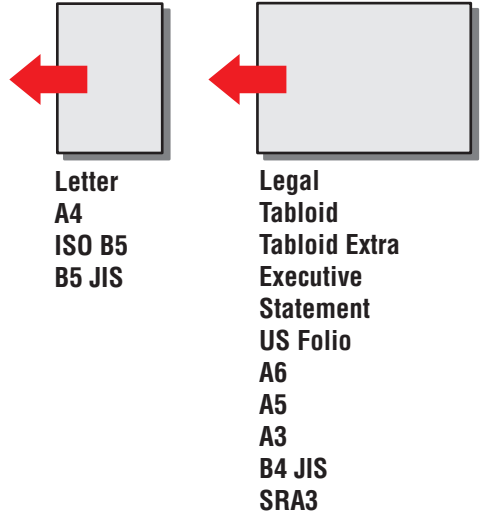 Letter
A4
ISO B5
B5 JIS
Legal
Tabloid
Tabloid Extra
Executive
Statement
US Folio
A6
A5
A3
B4 JIS
SRA3